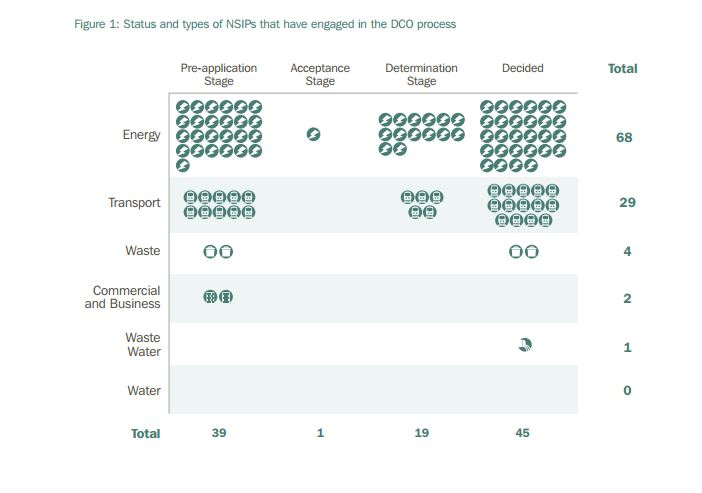 Figure 1: Status and types of NSIPs that have engaged in the DCO process
Pre-application
Stage
Acceptance
Stage
Determination
Stage
Decided
Total
Energy
68
Transport
29
Waste
4
Commercial
and Business
2
Waste
Water
1
Water
0
Total
39
1
19
45